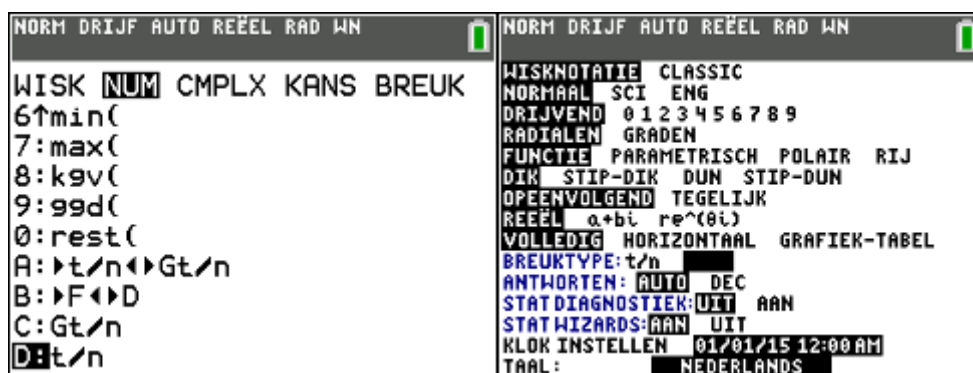 NORM DRIJF AUTO REËEL RAD WN
WISK NUM CMPLX KANS BREUK
6↑min(
7:max(
8:kgv(
9:ggd(
0:rest(
A:▶t/n◀▶Gt/n
B:▶F◀▶D
C:Gt/n
D:t/n
NORM DRIJF AUTO REËEL RAD WN
WISKNOTATIE CLASSIC
NORMAAL SCI ENG
DRIJVEND 0 1 2 3 4 5 6 7 8 9
RADIALEN GRADEN
FUNCTIE PARAMETRISCH POLAIR RIJ
DIK STIP-DIK DUN STIP-DUN
OPEENVOLGEND TEGELIJK
REEËL a+bi re^(θi)
VOLLEDIG HORIZONTAAL GRAFIEK-TABEL
BREUKTYPE: t/n
ANTWORTEN: AUTO DEC
STAT DIAGNOSTIEK: UIT AAN
STAT WIZARDS: AAN UIT
KLOK INSTELLEN 01/01/15 12:00 AM
TAAL: NEDERLANDS